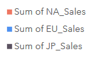 Sum of NA_Sales
Sum of EU_Sales
Sum of JP_Sales